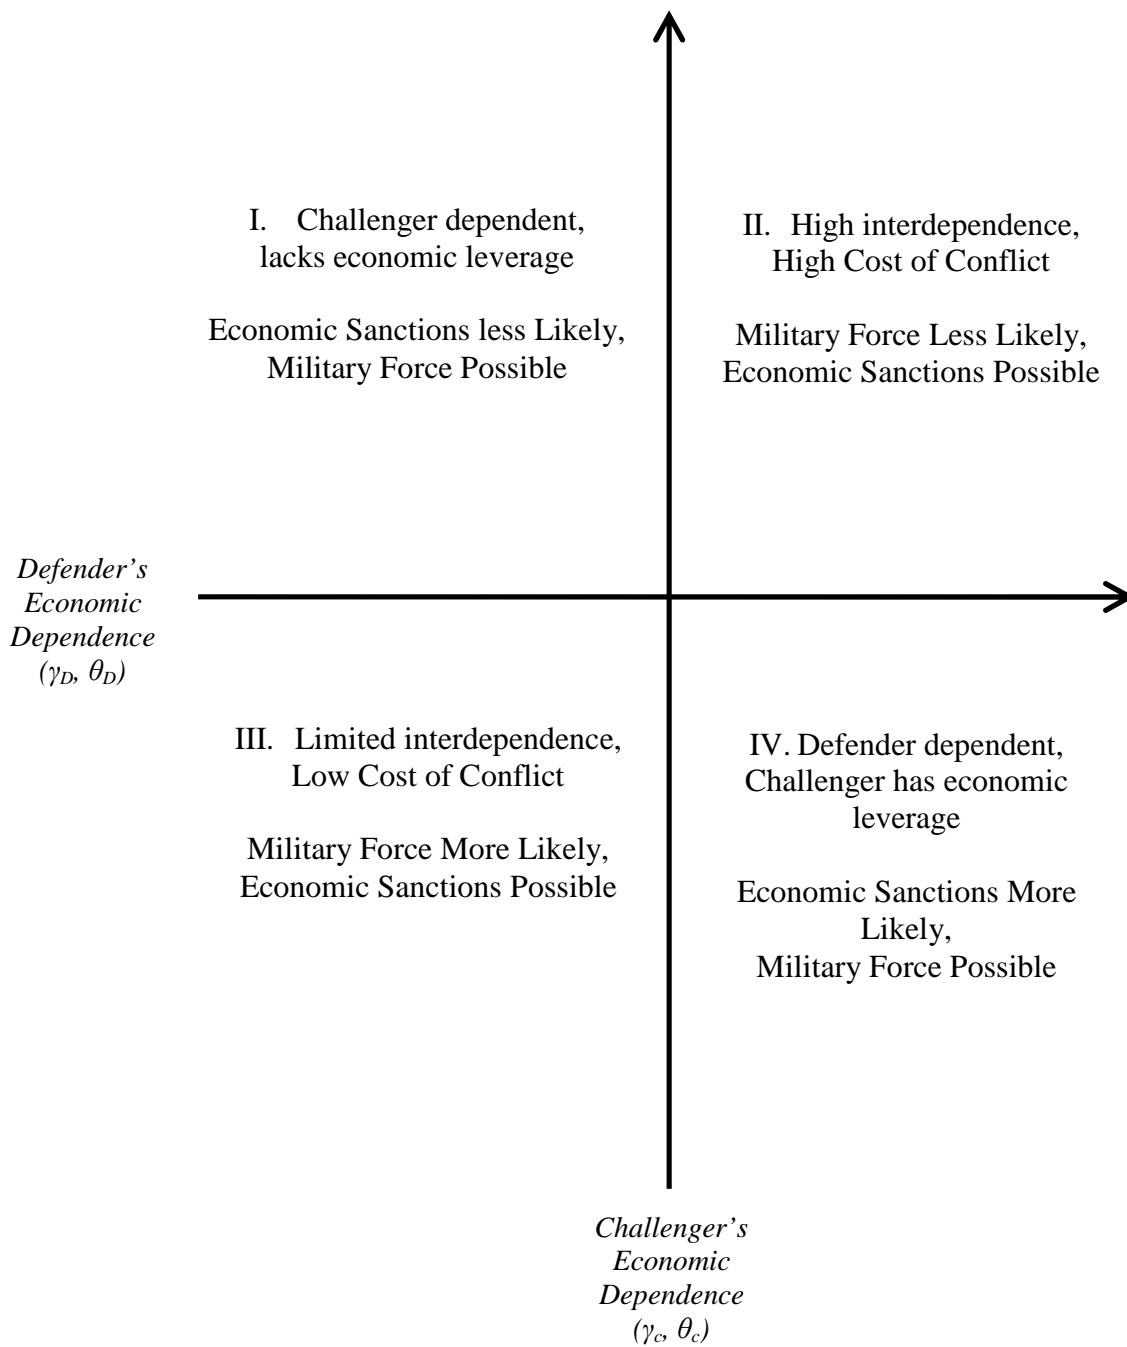 I. Challenger dependent,
lacks economic leverage
Economic Sanctions less Likely,
Military Force Possible
II. High interdependence,
High Cost of Conflict
Military Force Less Likely,
Economic Sanctions Possible
Defender’s
Economic
Dependence
(γD, θD)
III. Limited interdependence,
Low Cost of Conflict
Military Force More Likely,
Economic Sanctions Possible
IV. Defender dependent,
Challenger has economic
leverage
Economic Sanctions More
Likely,
Military Force Possible
Challenger’s
Economic
Dependence
(γc, θc)